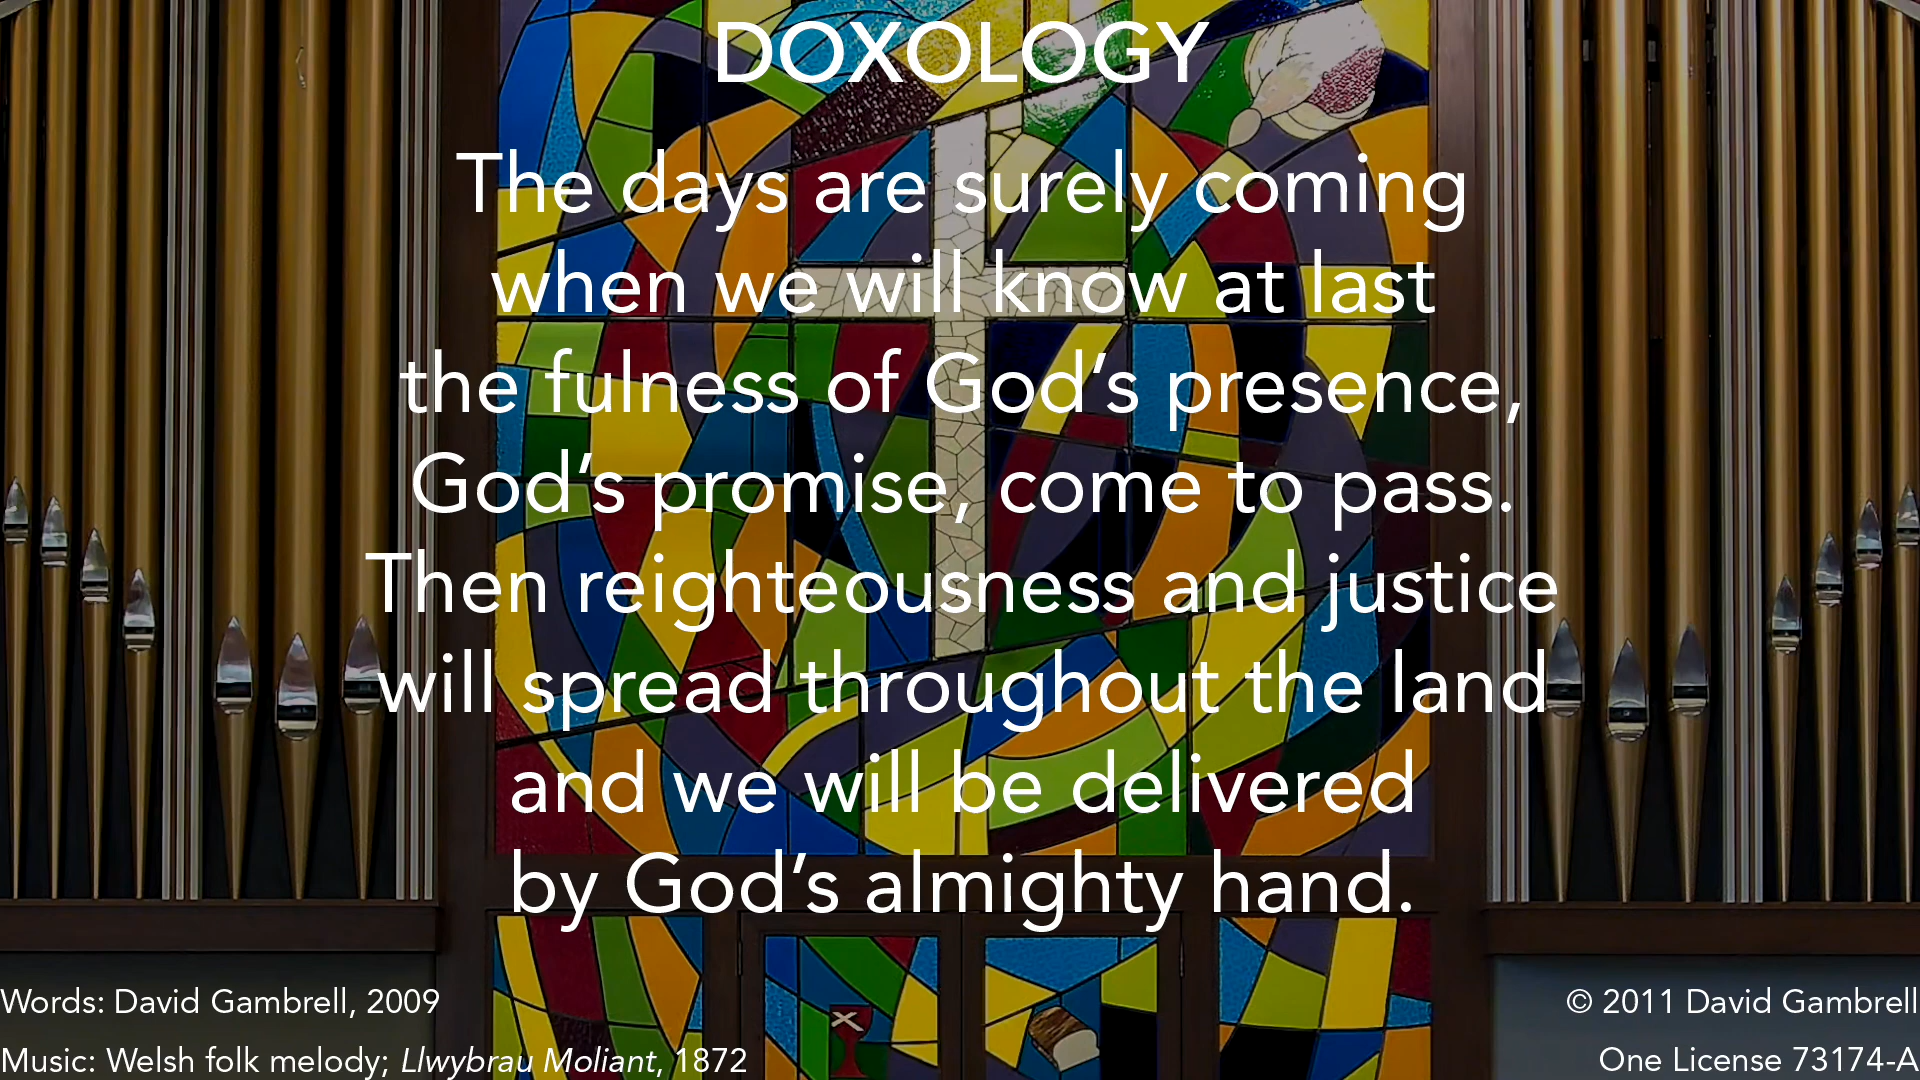 DOXOLOGY
The days are surely coming
when we will know at last
the fulness of God’s presence,
God’s promise, come to pass.
Then reighteousness and justice
will spread throughout the land
and we will be delivered
by God’s almighty hand.
Words: David Gambrell, 2009
Music: Welsh folk melody; Llwybrau Moliant, 1872
© 2011 David Gambrell
One License 73174-A